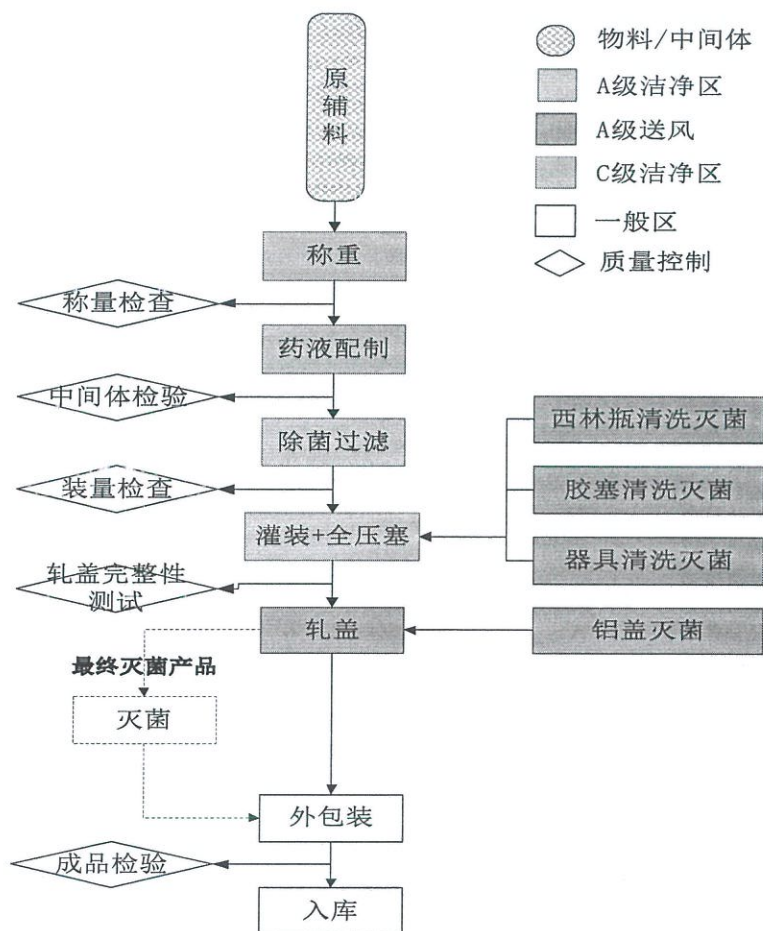 原
辅
料
物料/中间体
A级洁净区
A级送风
C级洁净区
一般区
质量控制
称重
称量检查
药液配制
中间体检验
除菌过滤
西林瓶清洗灭菌
装量检查
胶塞清洗灭菌
灌装+全压塞
器具清洗灭菌
轧盖完整性
测试
轧盖
铝盖灭菌
最终灭菌产品
灭菌
外包装
成品检验
入库